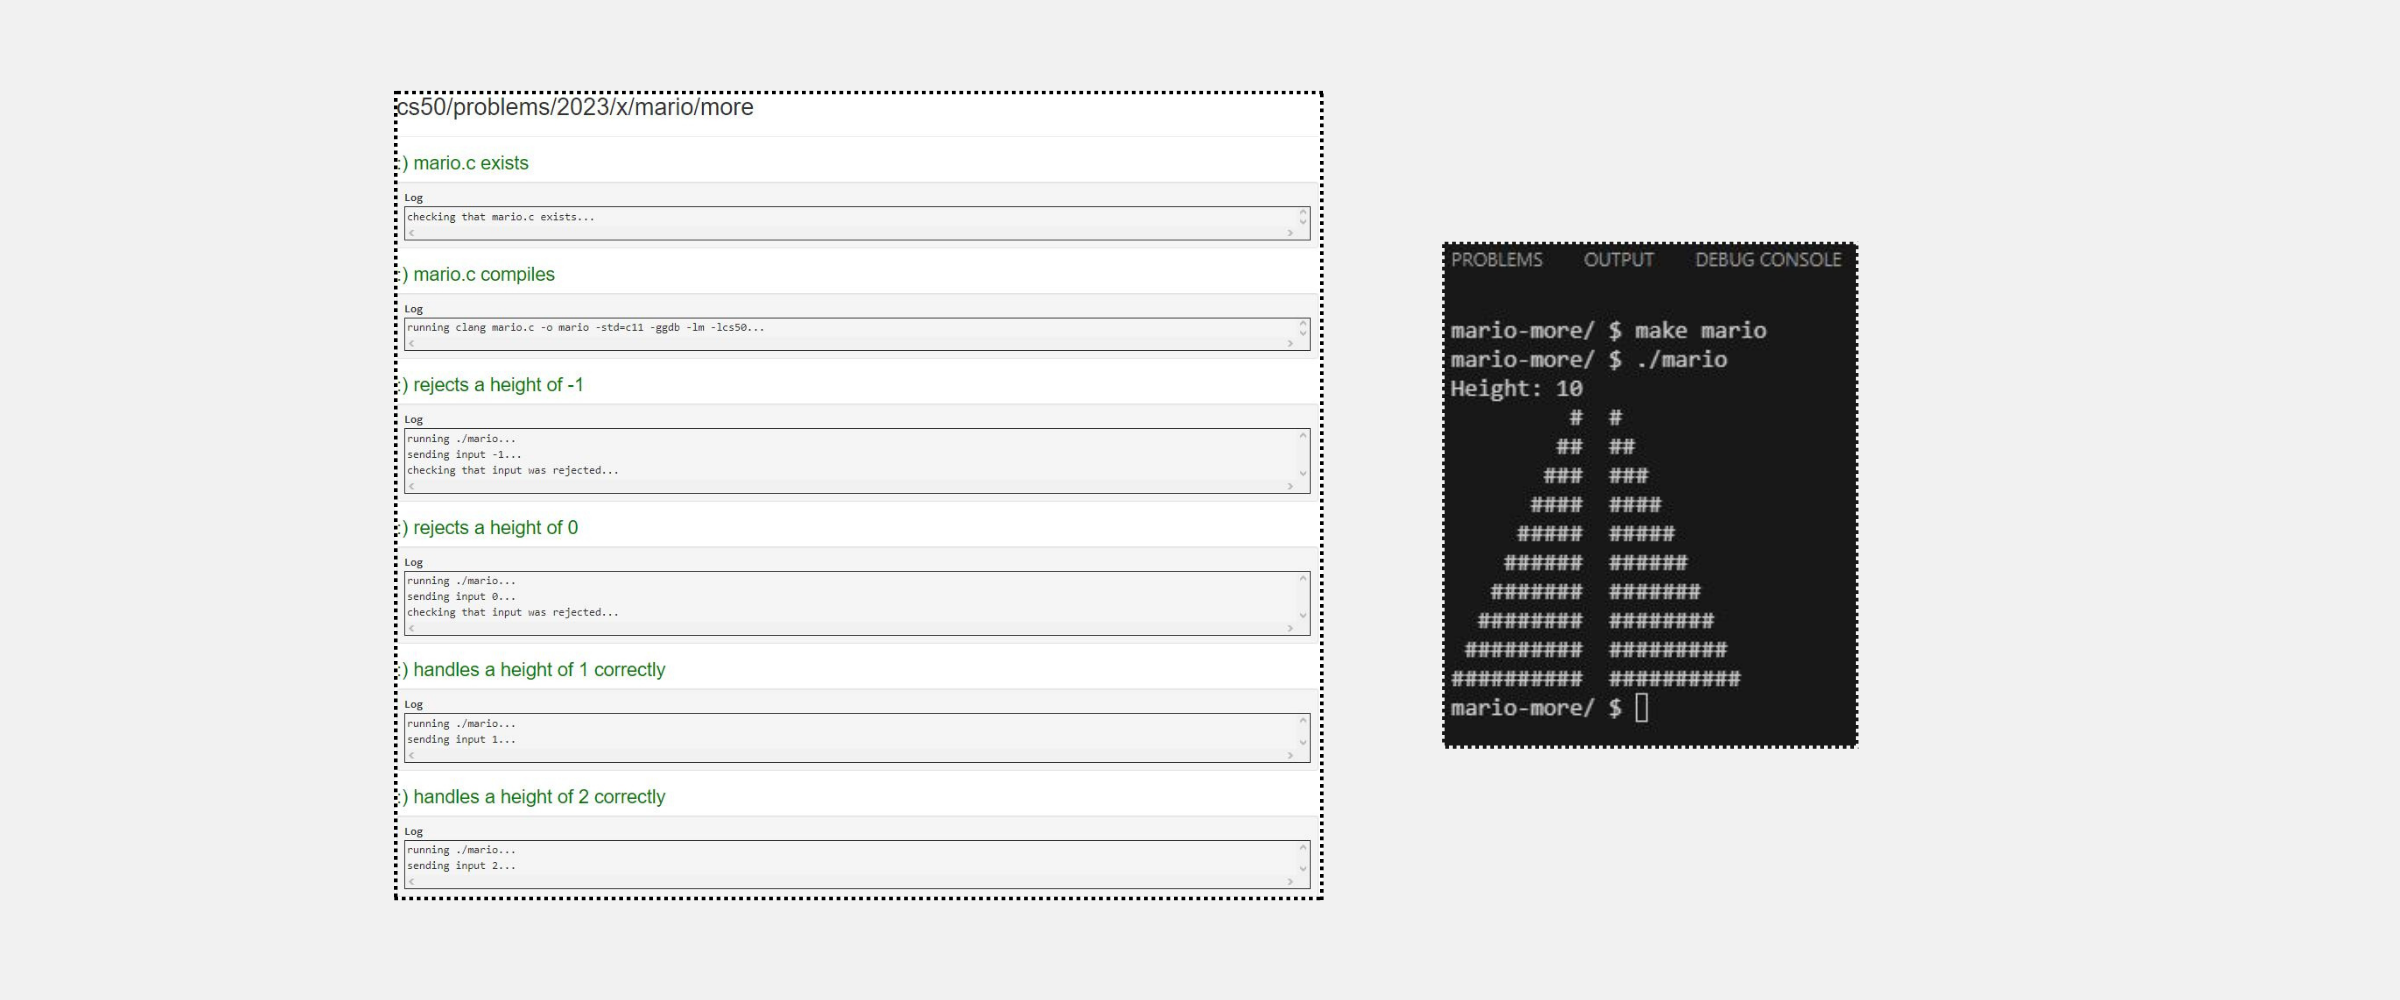 cs50/problems/2023/x/mario/more
:) mario.c exists
Log
checking that mario.c exists...
:) mario.c compiles
Log
running clang mario.c -o mario -std=c11 -ggdb -lm -lcs50...
:) rejects a height of -1
Log
running ./mario...
sending input -1...
checking that input was rejected...
:) rejects a height of 0
Log
running ./mario...
sending input 0...
checking that input was rejected...
:) handles a height of 1 correctly
Log
running ./mario...
sending input 1...
:) handles a height of 2 correctly
Log
running ./mario...
sending input 2...
PROBLEMS OUTPUT DEBUG CONSOLE
mario-more/ $ make mario
mario-more/ $ ./mario
Height: 10
         #  #
        ##  ##
       ###  ###
      ####  ####
     #####  #####
    ######  ######
   #######  #######
  ########  ########
 #########  #########
##########  ##########
mario-more/ $